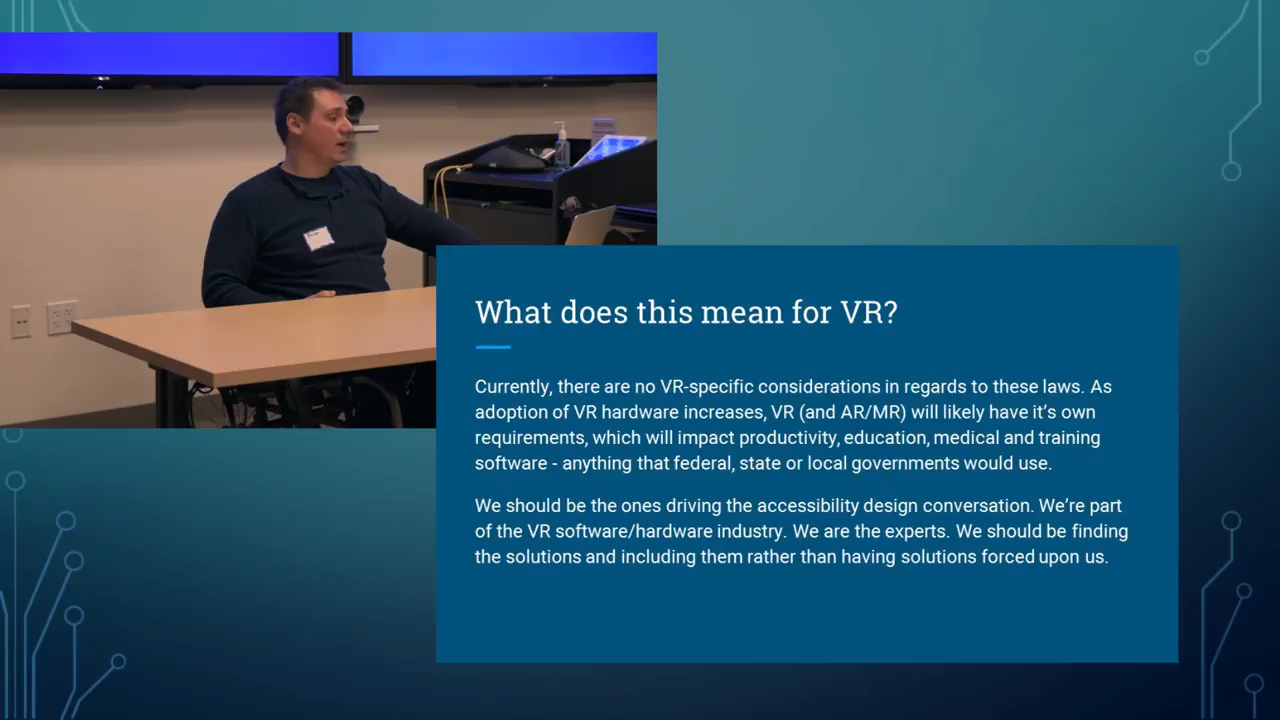 What does this mean for VR?
Currently, there are no VR-specific considerations in regards to these laws. As
adoption of VR hardware increases, VR (and AR/MR) will likely have it's own
requirements, which will impact productivity, education, medical and training
software - anything that federal, state or local governments would use.
We should be the ones driving the accessibility design conversation. We're part
of the VR software/hardware industry. We are the experts. We should be finding
the solutions and including them rather than having solutions forced upon us.